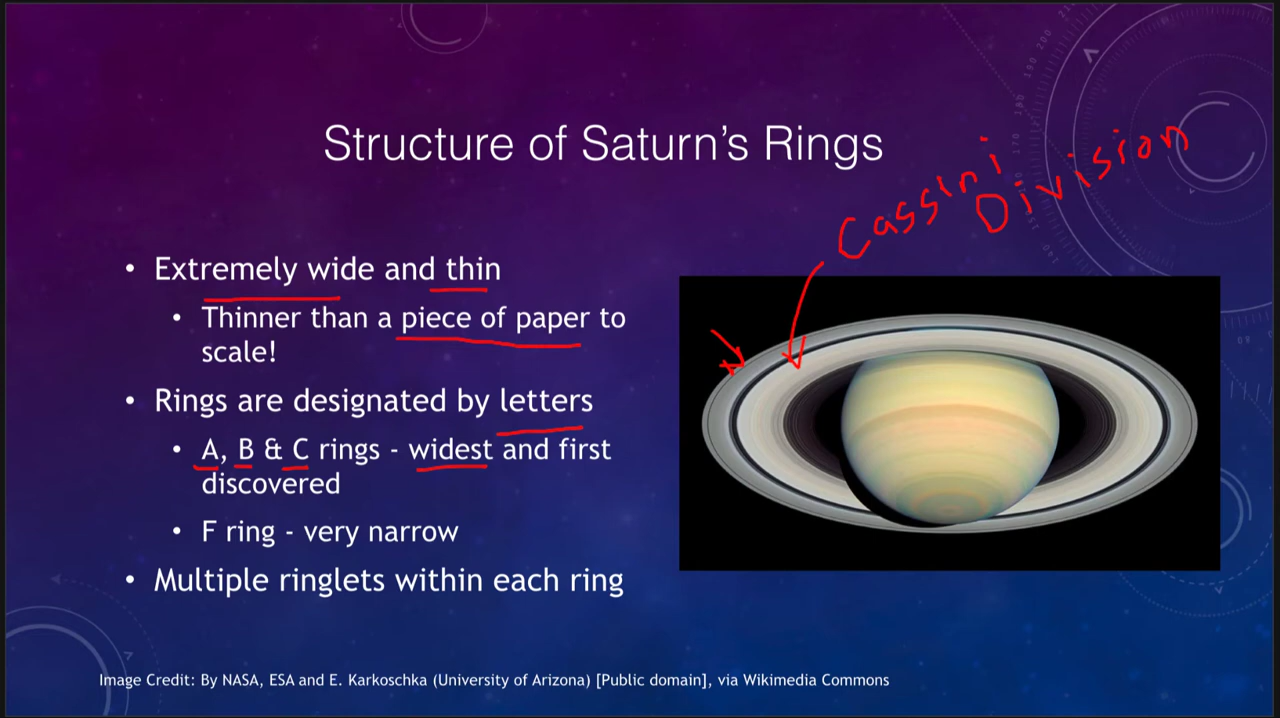 Structure of Saturn's Rings
Cassini
Division
• Extremely wide and thin
• Thinner than a piece of paper to
scale!
• Rings are designated by letters
• A, B & C rings - widest and first
discovered
• F ring - very narrow
• Multiple ringlets within each ring
Image Credit: By NASA, ESA and E. Karkoschka (University of Arizona) [Public domain], via Wikimedia Commons